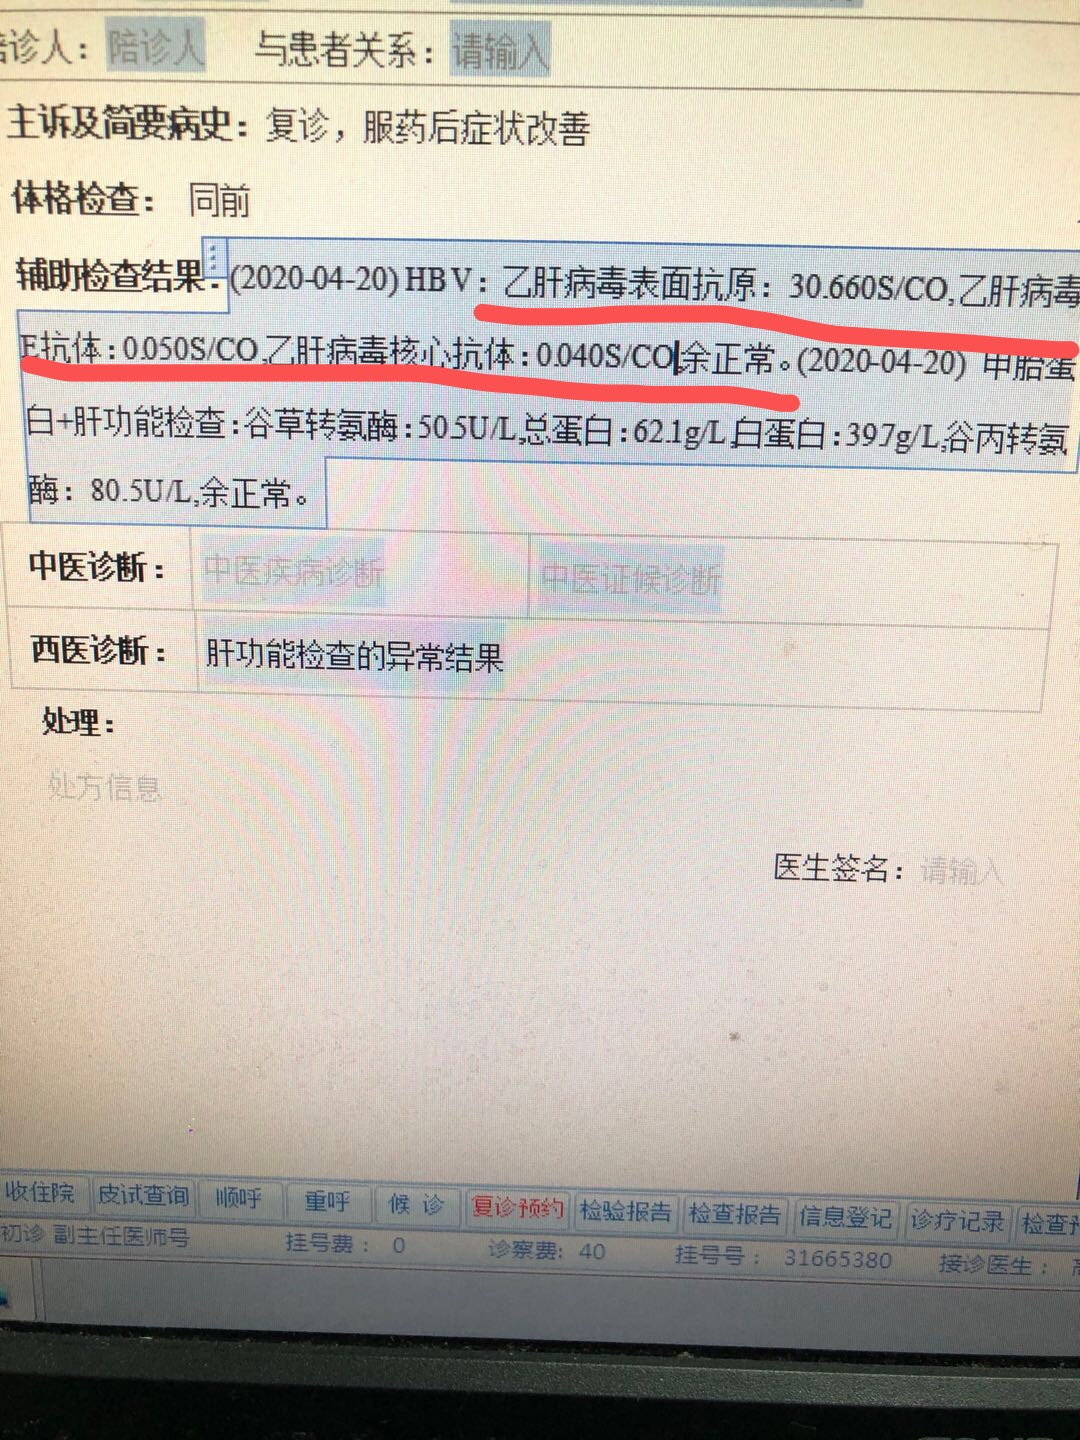 陪诊人：陪诊人 与患者关系：请输入
主诉及简要病史：复诊，服药后症状改善
体格检查： 同前
辅助检查结果：(2020-04-20) HBV：乙肝病毒表面抗原：30.660S/CO,乙肝病毒
E抗体:0.050S/CO,乙肝病毒核心抗体:0.040S/CO,余正常。(2020-04-20) 甲胎蛋
白+肝功能检查:谷草转氨酶:50.5U/L,总蛋白:62.1g/L,白蛋白:39.7g/L,谷丙转氨
酶：80.5U/L,余正常。
中医诊断： 中医疾病诊断 中医证候诊断
西医诊断： 肝功能检查的异常结果
处理：
处方信息
医生签名：请输入
收住院 皮试查询 顺呼 重呼 候诊 复诊预约 检验报告 检查报告 信息登记 诊疗记录 检查预
初诊 副主任医师号 挂号费： 0 诊察费: 40 挂号号： 31665380 接诊医生：